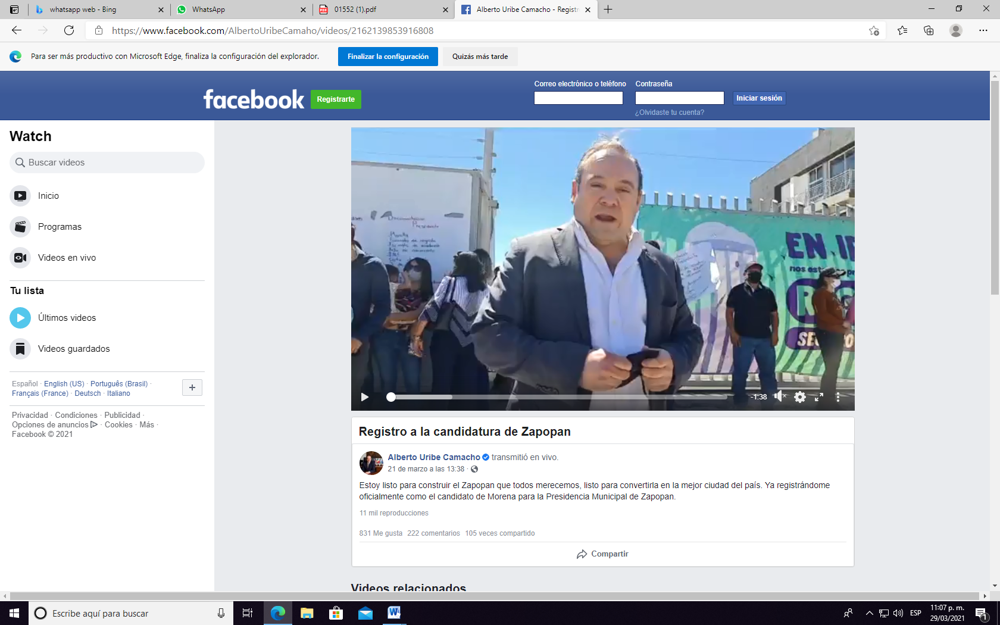 whatsapp web - Bing
WhatsApp
01552 (1).pdf
Alberto Uribe Camacho - Registr
https://www.facebook.com/AlbertoUribeCamaho/videos/2162139853916808
Para ser más productivo con Microsoft Edge, finaliza la configuración del explorador.
Finalizar la configuración
Quizás más tarde
facebook
Registrarte
Correo electrónico o teléfono
Contraseña
Iniciar sesión
¿Olvidaste tu cuenta?
Watch
Buscar videos
Inicio
Programas
Videos en vivo
Tu lista
Últimos videos
Videos guardados
Español · English (US) · Português (Brasil) ·
Français (France) · Deutsch · Italiano
Privacidad · Condiciones · Publicidad ·
Opciones de anuncios · Cookies · Más ·
Facebook © 2021
EN
nos
-1:38
Registro a la candidatura de Zapopan
Alberto Uribe Camacho transmitió en vivo.
21 de marzo a las 13:38 ·
Estoy listo para construir el Zapopan que todos merecemos, listo para convertirla en la mejor ciudad del país. Ya registrándome
oficialmente como el candidato de Morena para la Presidencia Municipal de Zapopan.
11 mil reproducciones
831 Me gusta 222 comentarios 105 veces compartido
Compartir
Videos relacionados
Escribe aquí para buscar
ESP
11:07 p. m.
29/03/2021
1